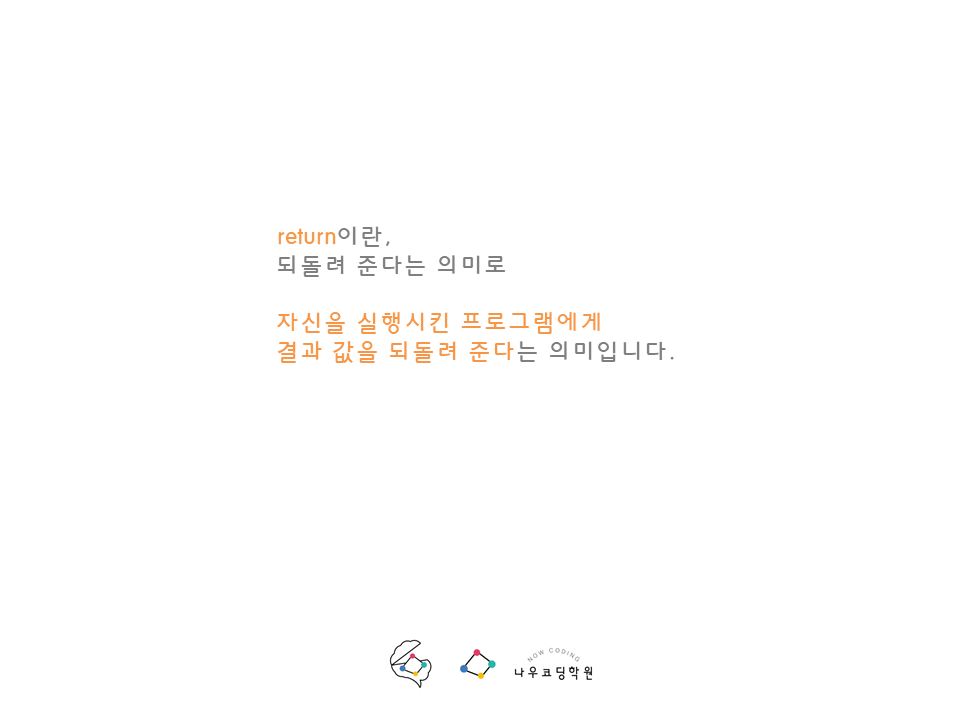 return이란,
되돌려 준다는 의미로
자신을 실행시킨 프로그램에게
결과 값을 되돌려 준다는 의미입니다.
NOW CODING
나우코딩학원